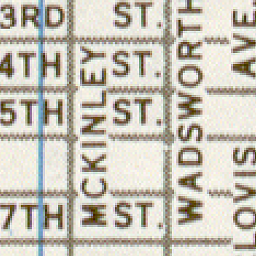 3RD ST.
4TH ST.
5TH ST.
7TH ST.
MCKINLEY
WADSWORTH
AVE.
LOVIS